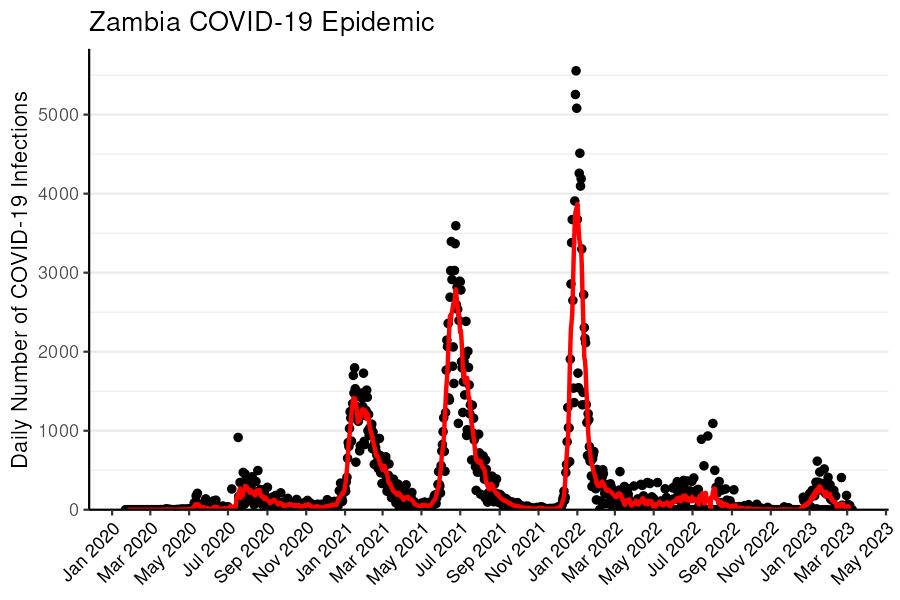 Zambia COVID-19 Epidemic
Daily Number of COVID-19 Infections
5000
4000
3000
2000
1000
0
Jan 2020
Mar 2020
May 2020
Jul 2020
Sep 2020
Nov 2020
Jan 2021
Mar 2021
May 2021
Jul 2021
Sep 2021
Nov 2021
Jan 2022
Mar 2022
May 2022
Jul 2022
Sep 2022
Nov 2022
Jan 2023
Mar 2023
May 2023